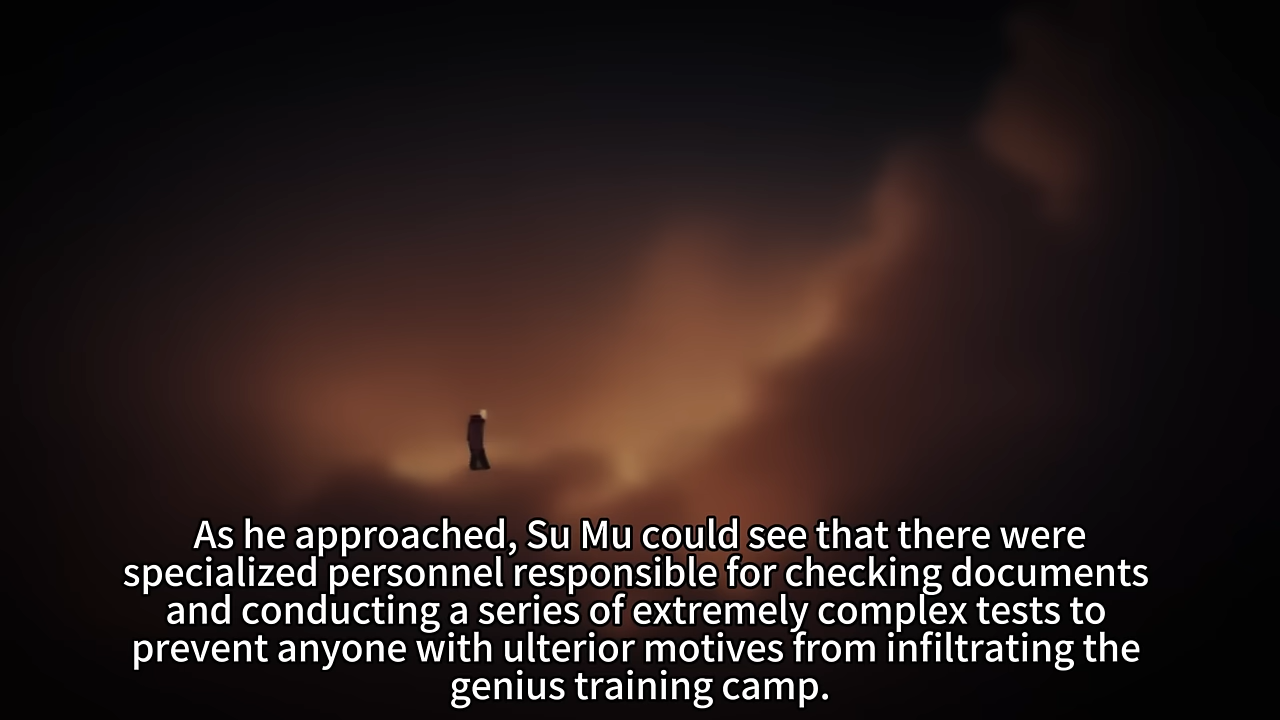 As he approached, Su Mu could see that there were
specialized personnel responsible for checking documents
and conducting a series of extremely complex tests to
prevent anyone with ulterior motives from infiltrating the
genius training camp.